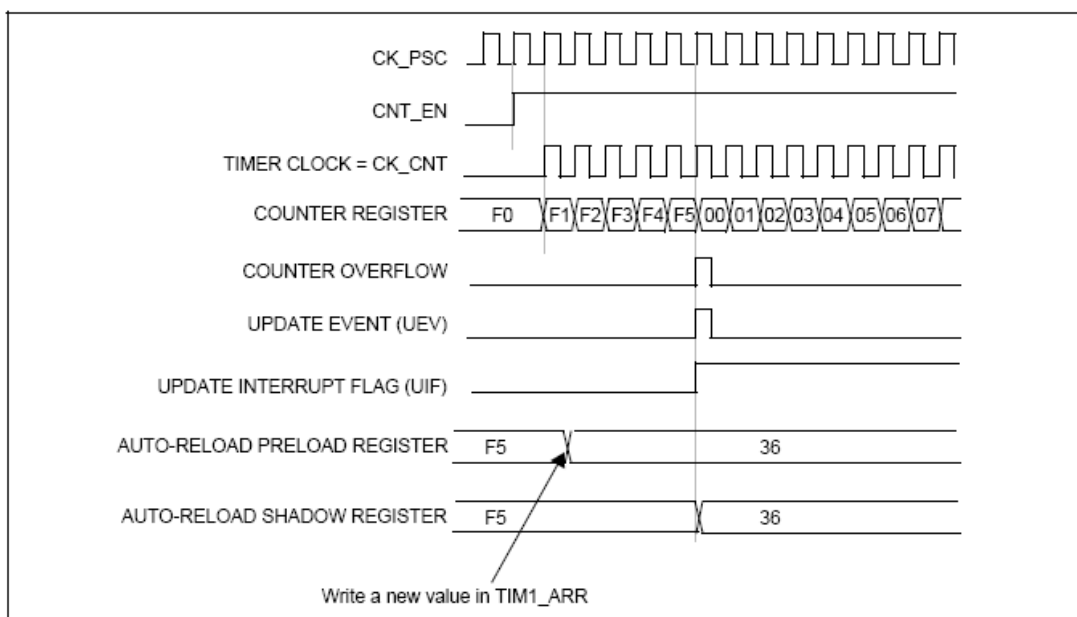 CK_PSC
CNT_EN
TIMER CLOCK = CK_CNT
COUNTER REGISTER F0 F1 F2 F3 F4 F5 00 01 02 03 04 05 06 07
COUNTER OVERFLOW
UPDATE EVENT (UEV)
UPDATE INTERRUPT FLAG (UIF)
AUTO-RELOAD PRELOAD REGISTER F5 36
AUTO-RELOAD SHADOW REGISTER F5 36
Write a new value in TIM1_ARR